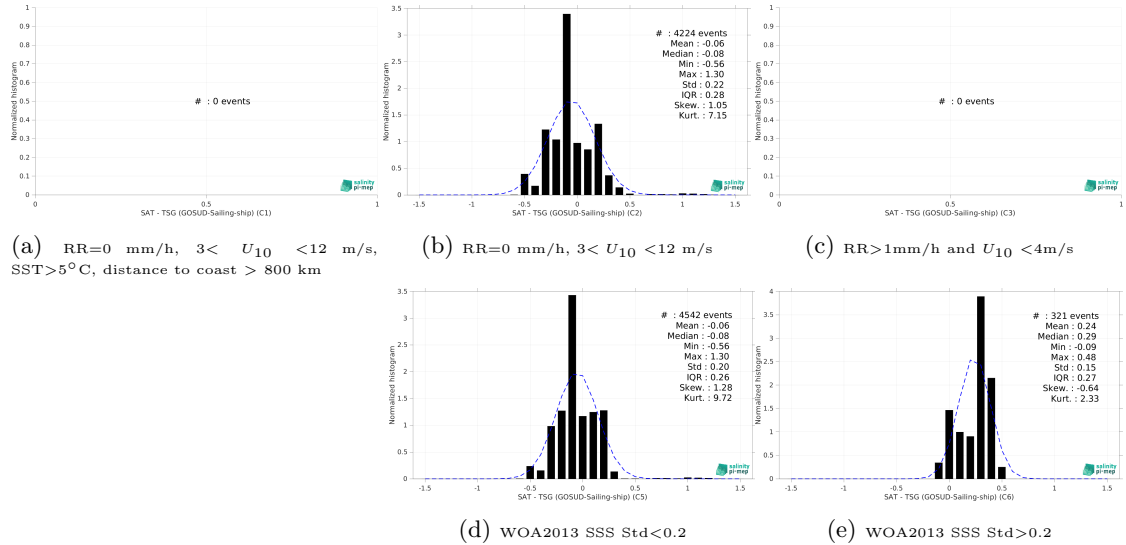 1
0.9
0.8
0.7
0.6
0.5
0.4
0.3
0.2
0.1
0
Normalized histogram
# : 0 events
salinity
pi-mep
0 0.5 1
SAT - TSG (GOSUD-Sailing-ship) (C1)
(a) RR=0 mm/h, 3< U10 <12 m/s,
SST>5°C, distance to coast > 800 km
3.5
3
2.5
2
1.5
1
0.5
0
Normalized histogram
# : 4224 events
Mean : -0.06
Median : -0.08
Min : -0.56
Max : 1.30
Std : 0.22
IQR : 0.28
Skew. : 1.05
Kurt. : 7.15
salinity
pi-mep
-1.5 -1 -0.5 0 0.5 1 1.5
SAT - TSG (GOSUD-Sailing-ship) (C2)
(b) RR=0 mm/h, 3< U10 <12 m/s
1
0.9
0.8
0.7
0.6
0.5
0.4
0.3
0.2
0.1
0
Normalized histogram
# : 0 events
salinity
pi-mep
0 0.5 1
SAT - TSG (GOSUD-Sailing-ship) (C3)
(c) RR>1mm/h and U10 <4m/s
3.5
3
2.5
2
1.5
1
0.5
0
Normalized histogram
# : 4542 events
Mean : -0.06
Median : -0.08
Min : -0.56
Max : 1.30
Std : 0.20
IQR : 0.26
Skew. : 1.28
Kurt. : 9.72
salinity
pi-mep
-1.5 -1 -0.5 0 0.5 1 1.5
SAT - TSG (GOSUD-Sailing-ship) (C5)
(d) WOA2013 SSS Std<0.2
4
3.5
3
2.5
2
1.5
1
0.5
0
Normalized histogram
# : 321 events
Mean : 0.24
Median : 0.29
Min : -0.09
Max : 0.48
Std : 0.15
IQR : 0.27
Skew. : -0.64
Kurt. : 2.33
salinity
pi-mep
-1.5 -1 -0.5 0 0.5 1 1.5
SAT - TSG (GOSUD-Sailing-ship) (C6)
(e) WOA2013 SSS Std>0.2